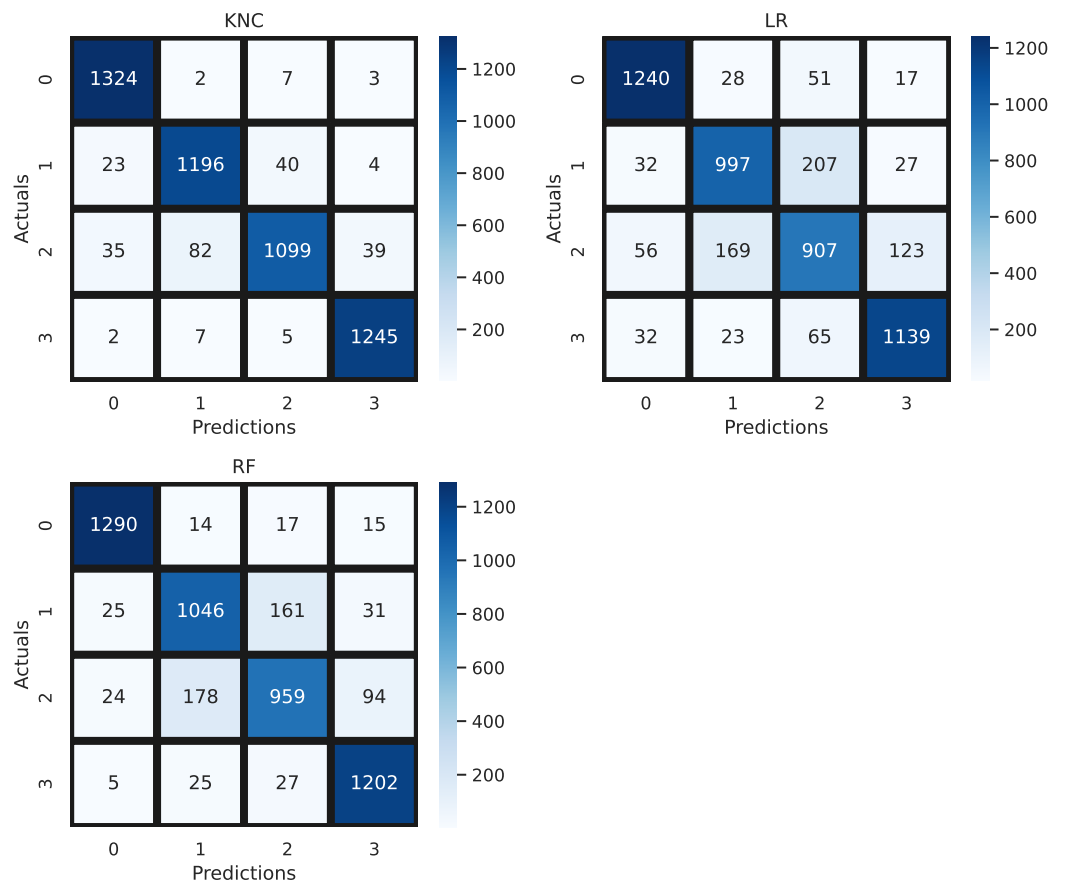 KNC
0 1324 2 7 3
1 23 1196 40 4
2 35 82 1099 39
3 2 7 5 1245
0 1 2 3
Predictions
Actuals
1200
1000
800
600
400
200
LR
0 1240 28 51 17
1 32 997 207 27
2 56 169 907 123
3 32 23 65 1139
0 1 2 3
Predictions
Actuals
1200
1000
800
600
400
200
RF
0 1290 14 17 15
1 25 1046 161 31
2 24 178 959 94
3 5 25 27 1202
0 1 2 3
Predictions
Actuals
1200
1000
800
600
400
200